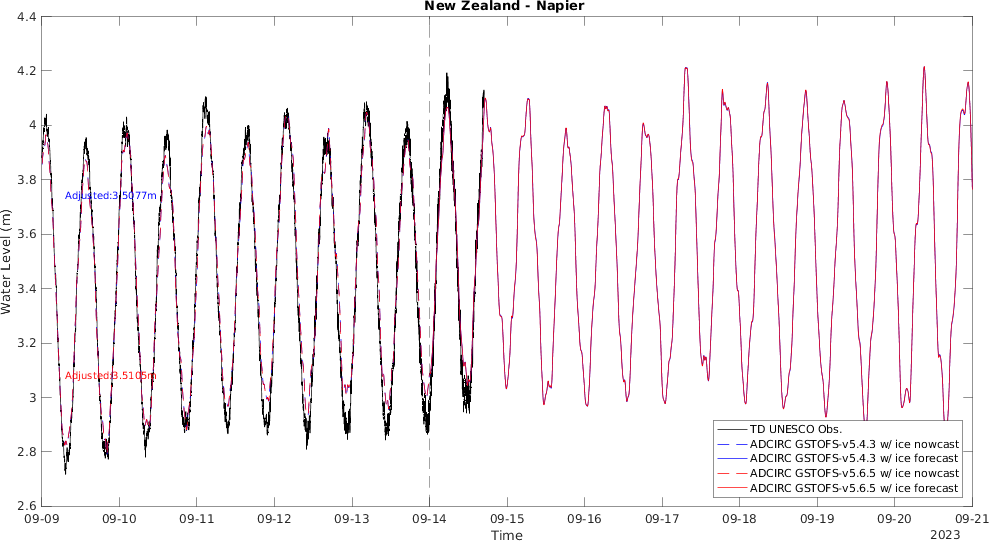 New Zealand - Napier
4.4
4.2
4
3.8
3.6
3.4
3.2
3
2.8
2.6
Water Level (m)
Adjusted:3.5077m
Adjusted:3.5105m
TD UNESCO Obs.
ADCIRC GSTOFS-v5.4.3 w/ ice nowcast
ADCIRC GSTOFS-v5.4.3 w/ ice forecast
ADCIRC GSTOFS-v5.6.5 w/ ice nowcast
ADCIRC GSTOFS-v5.6.5 w/ ice forecast
09-09 09-10 09-11 09-12 09-13 09-14 09-15 09-16 09-17 09-18 09-19 09-20 09-21
Time
2023